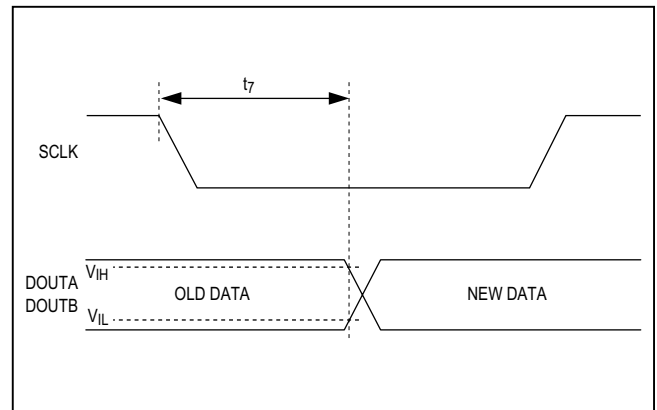 t7
SCLK
DOUTA
DOUTB
VIH
VIL
OLD DATA
NEW DATA